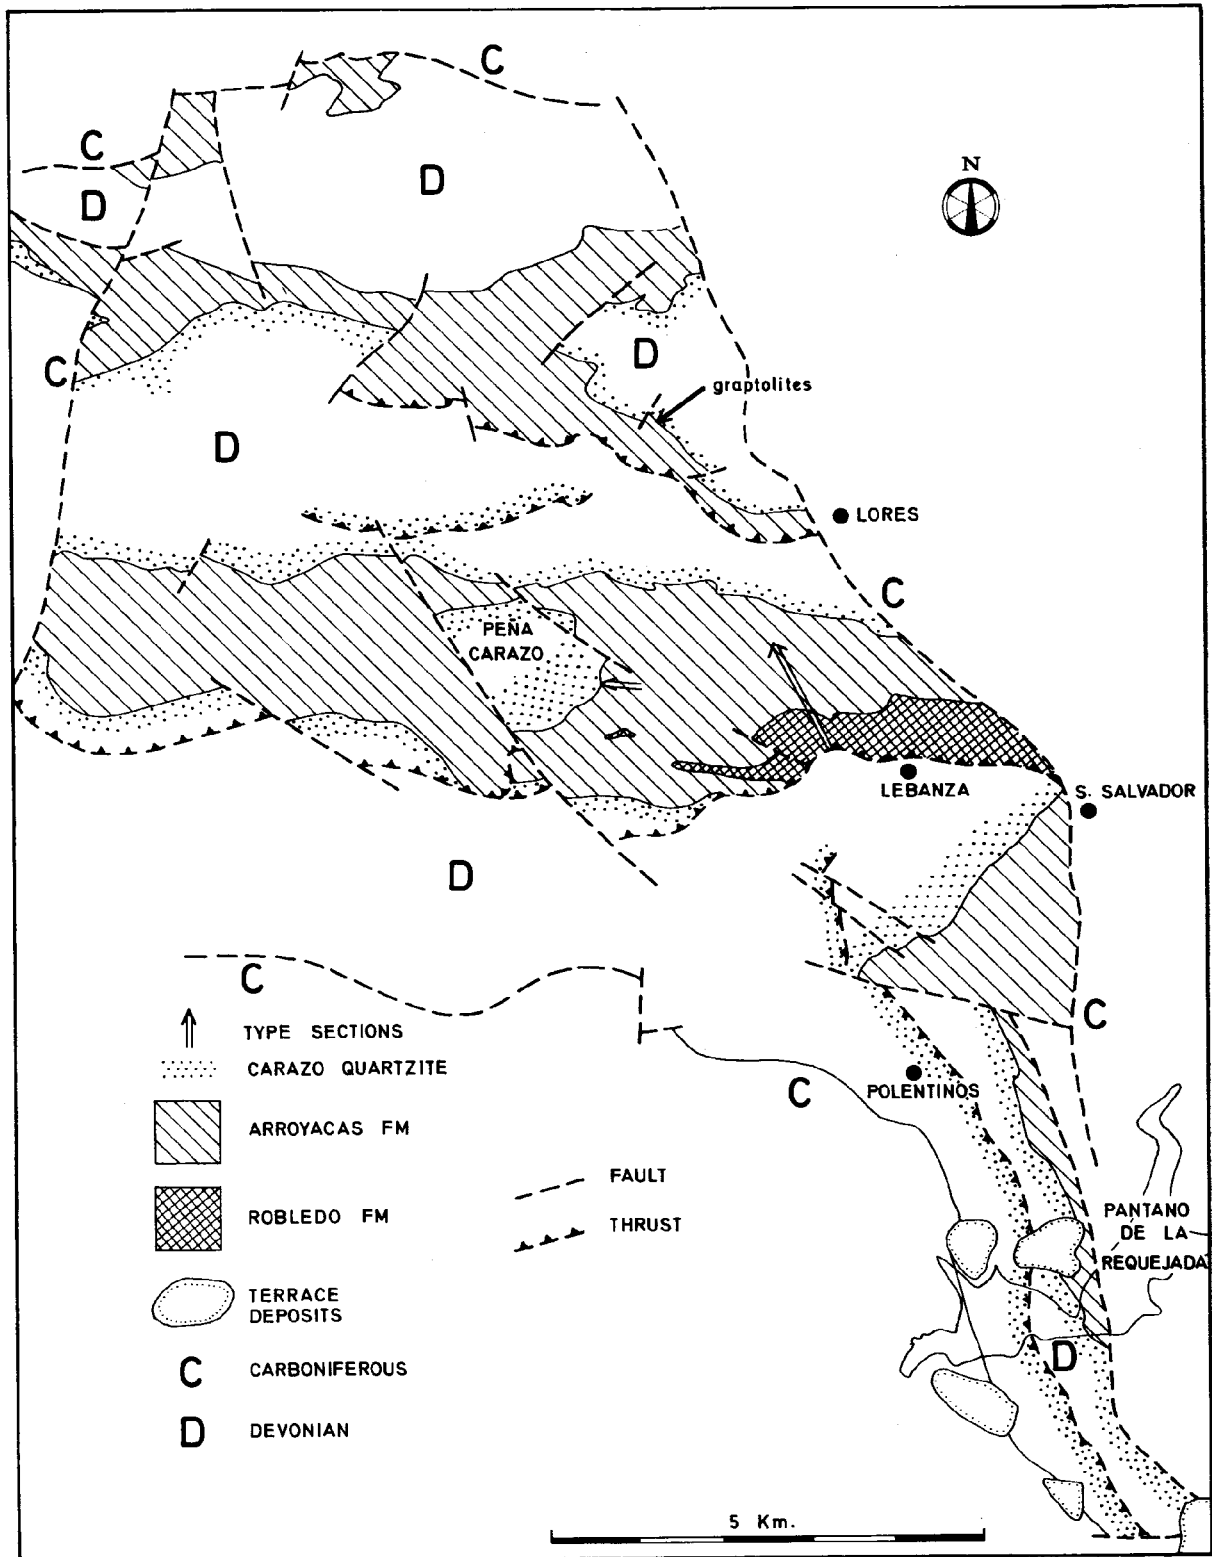 C
C
D
D
N
D
C
graptolites
D
LORES
C
PEÑA
CARAZO
LEBANZA
S. SALVADOR
D
C
C
TYPE SECTIONS
CARAZO QUARTZITE
C
POLENTINOS
ARROYACAS FM
FAULT
ROBLEDO FM
THRUST
PANTANO
DE LA
REQUEJADA
TERRACE
DEPOSITS
D
C CARBONIFEROUS
D DEVONIAN
5 Km.